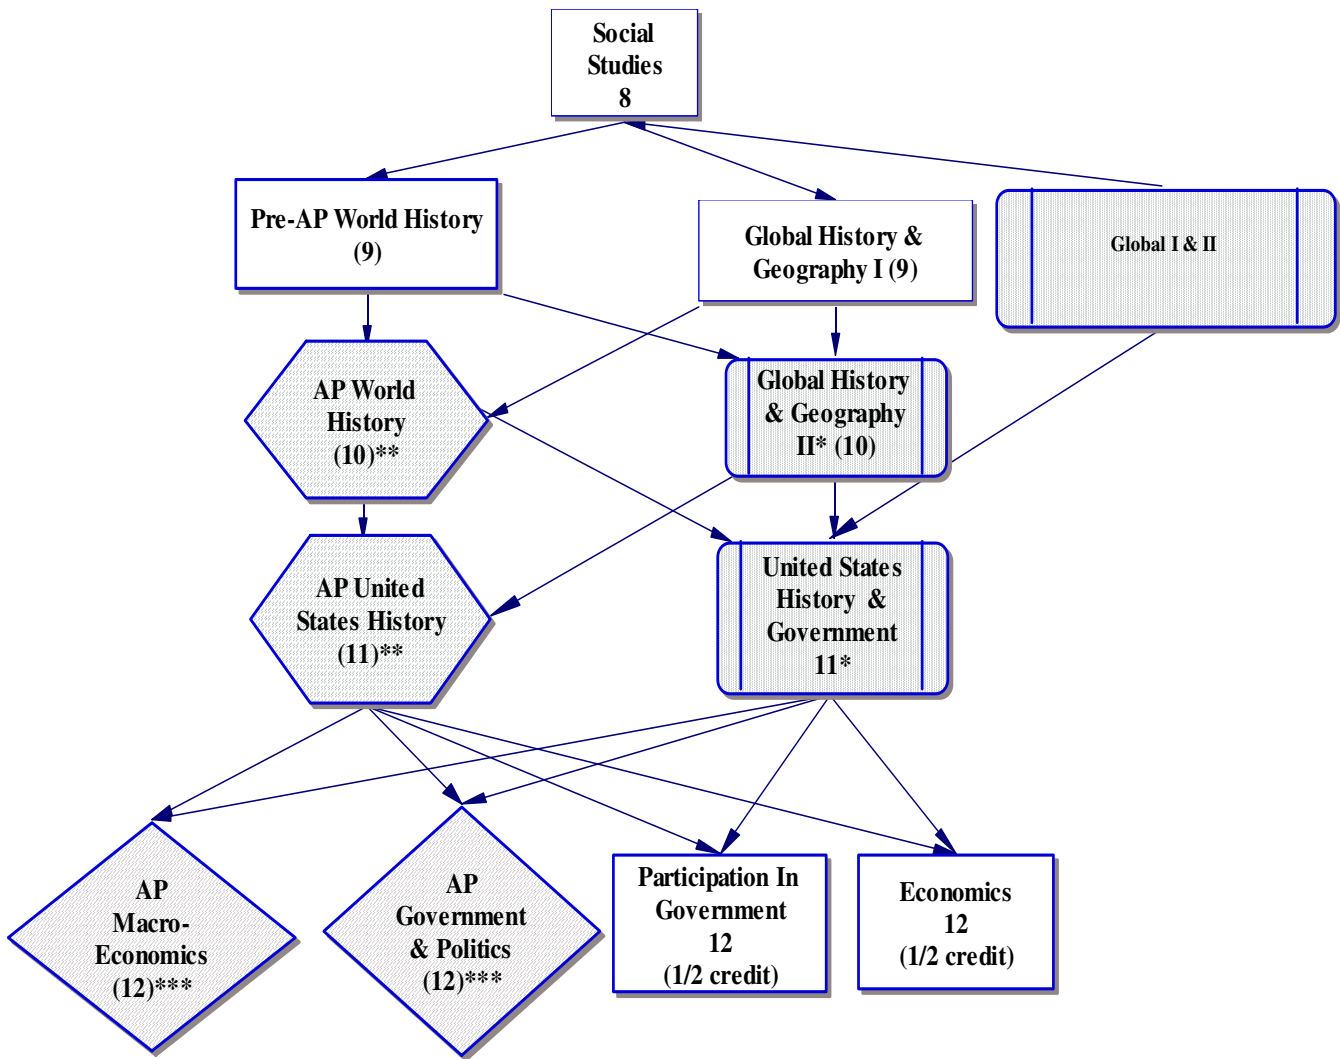 Social
Studies
8
Pre-AP World History
(9)
Global History &
Geography I (9)
Global I & II
AP World
History
(10)**
Global History
& Geography
II* (10)
AP United
States History
(11)**
United States
History &
Government
11*
AP
Macro-
Economics
(12)***
AP
Government
& Politics
(12)***
Participation In
Government
12
(1/2 credit)
Economics
12
(1/2 credit)